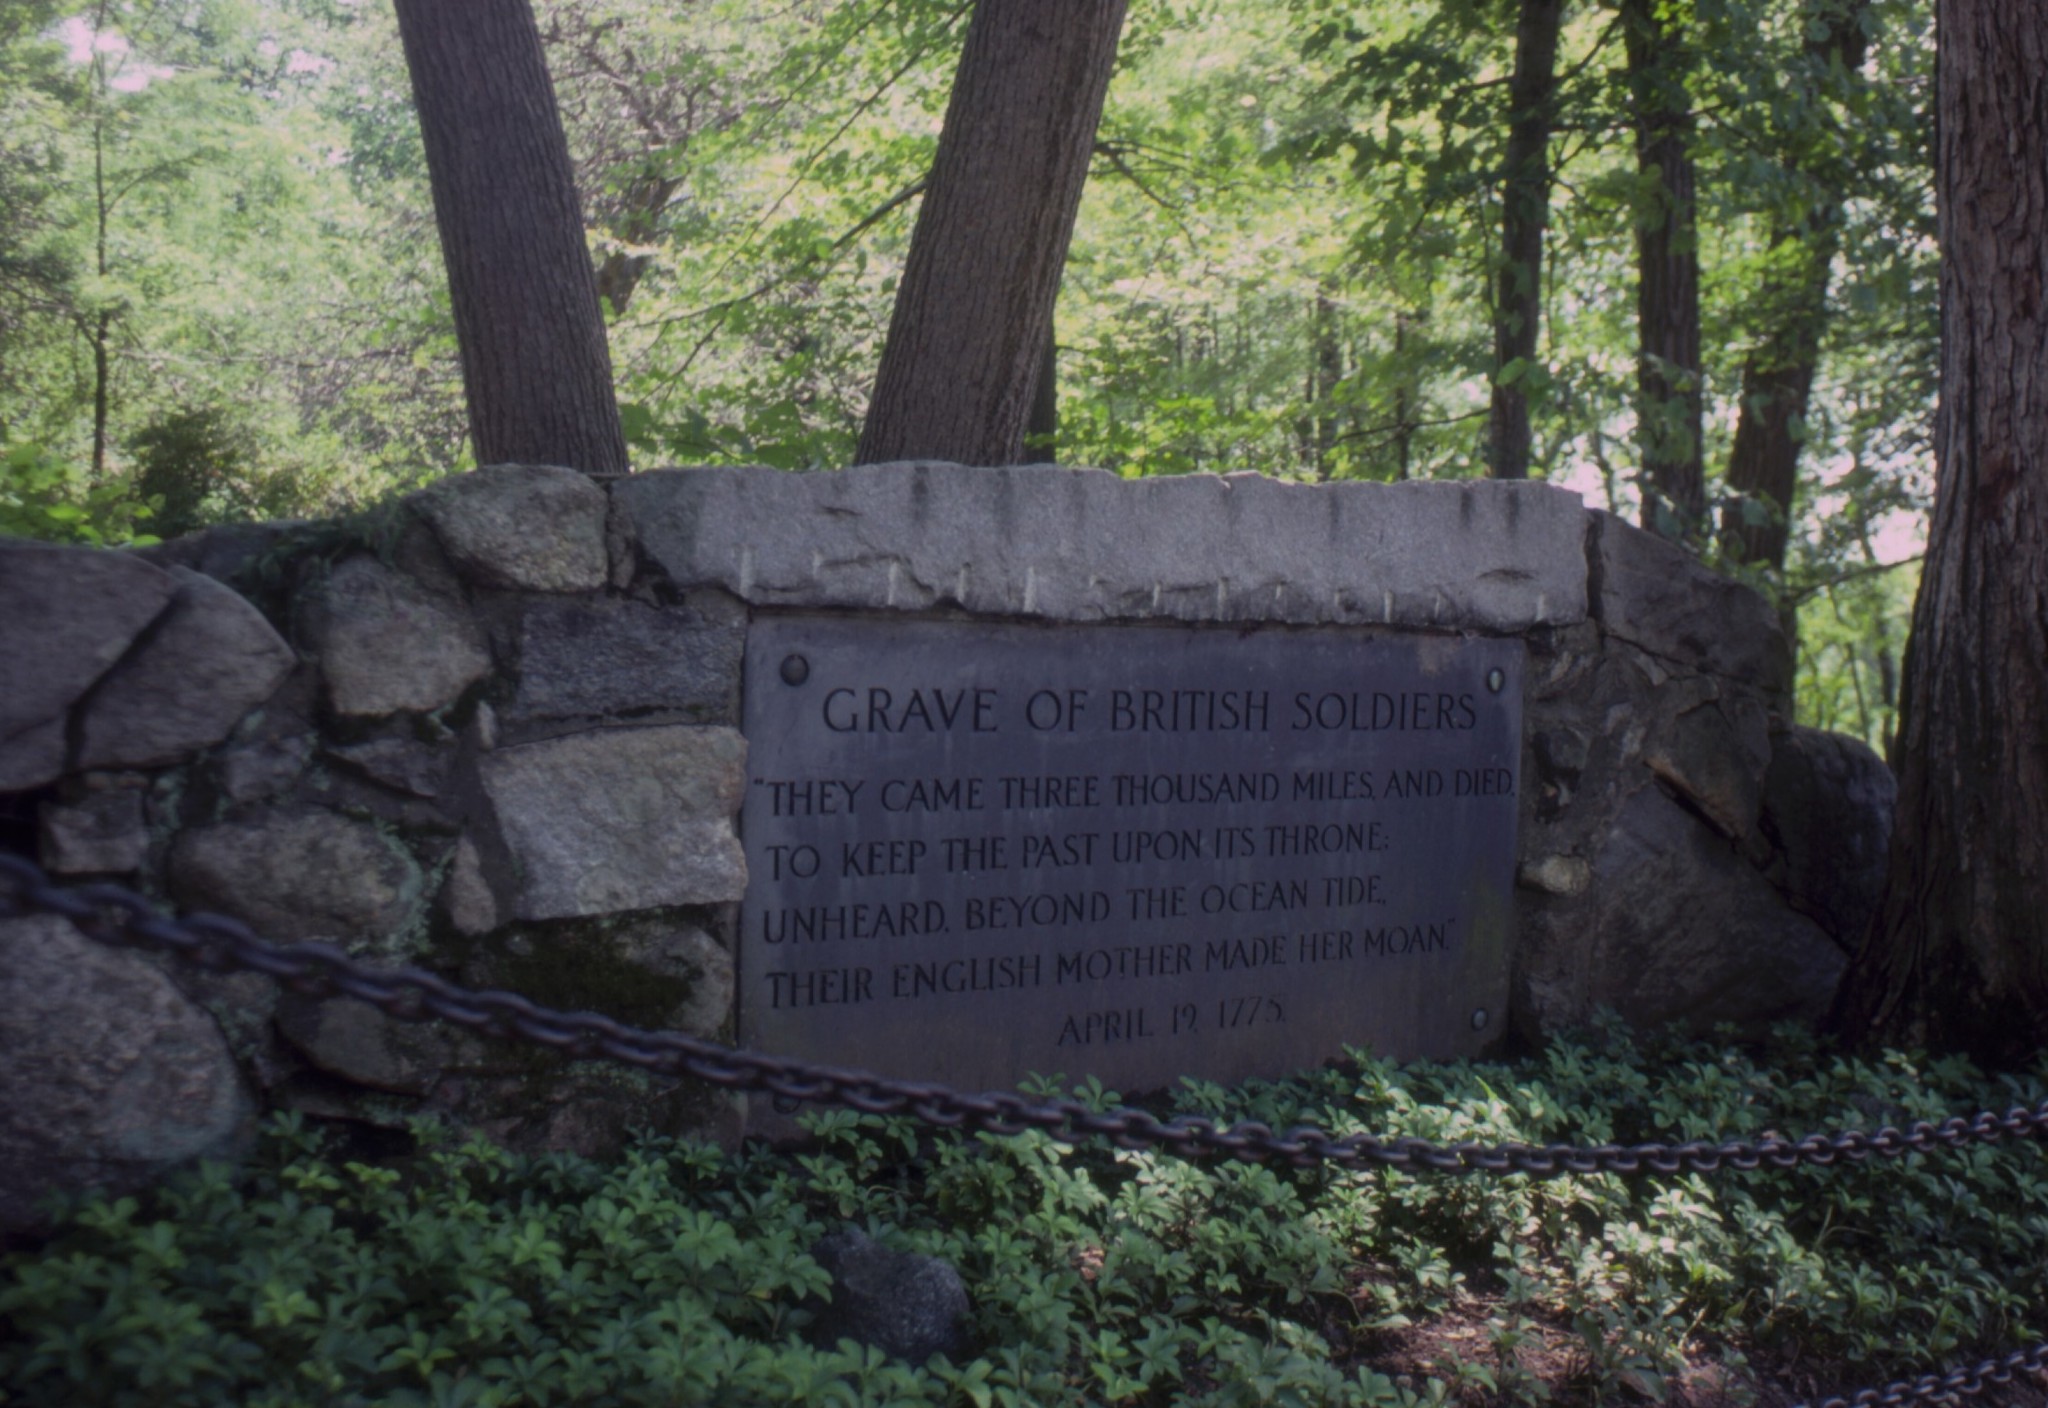 GRAVE OF BRITISH SOLDIERS
"THEY CAME THREE THOUSAND MILES, AND DIED,
TO KEEP THE PAST UPON ITS THRONE:
UNHEARD, BEYOND THE OCEAN TIDE,
THEIR ENGLISH MOTHER MADE HER MOAN."
APRIL 19, 1775.